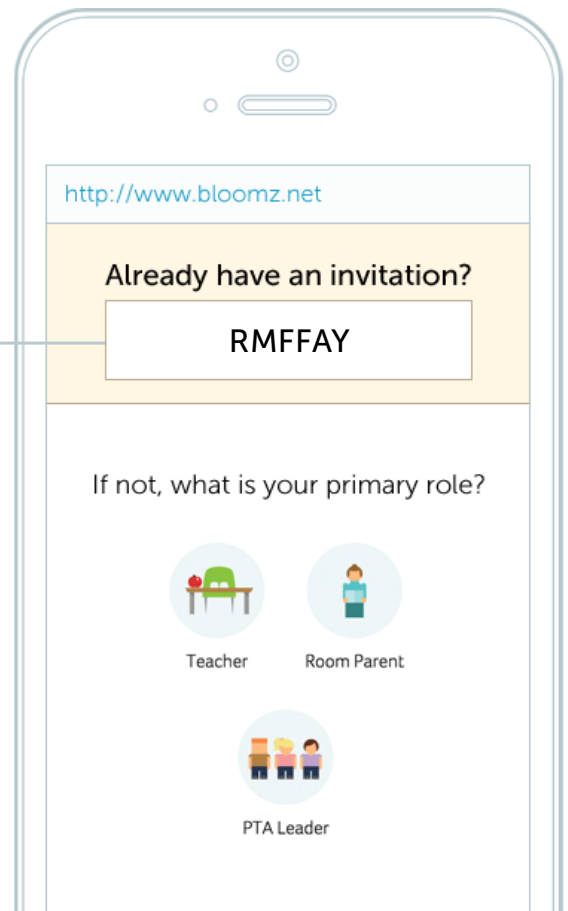 http://www.bloomz.net
Already have an invitation?
RMFFAY
If not, what is your primary role?
Teacher
Room Parent
PTA Leader